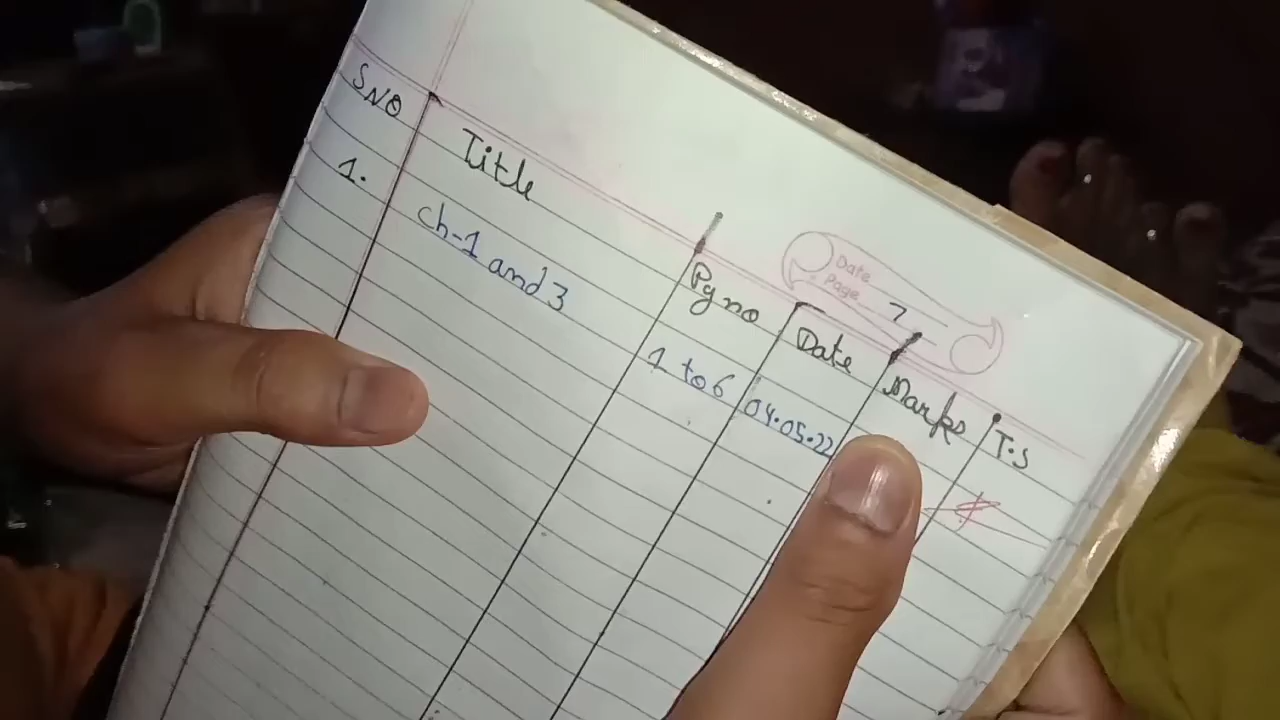 SNO Title Pg no Date Marks T.S
1. ch-1 and 3 1 to 6 04.05.22
Date
Page 7